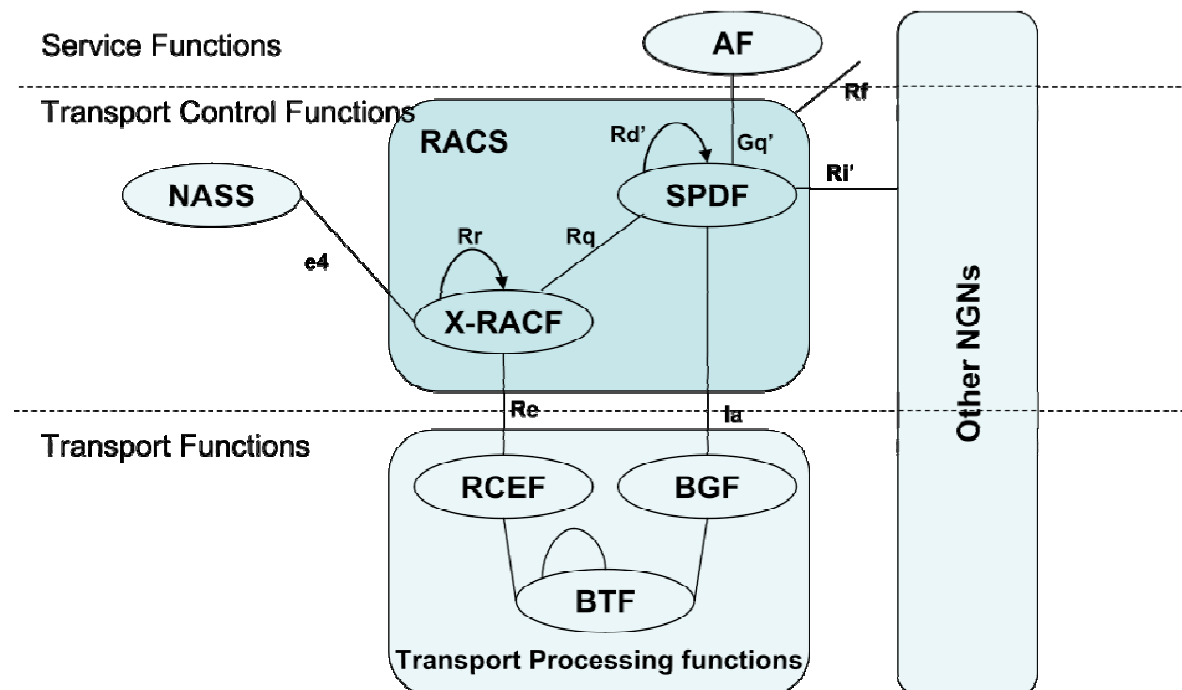 AF
Service Functions
Rf
Transport Control Functions
RACS
Rd’
Gq’
Ri’
NASS
SPDF
Rr
Rq
e4
X-RACF
Other NGNs
Re
Ia
Transport Functions
RCEF
BGF
BTF
Transport Processing functions